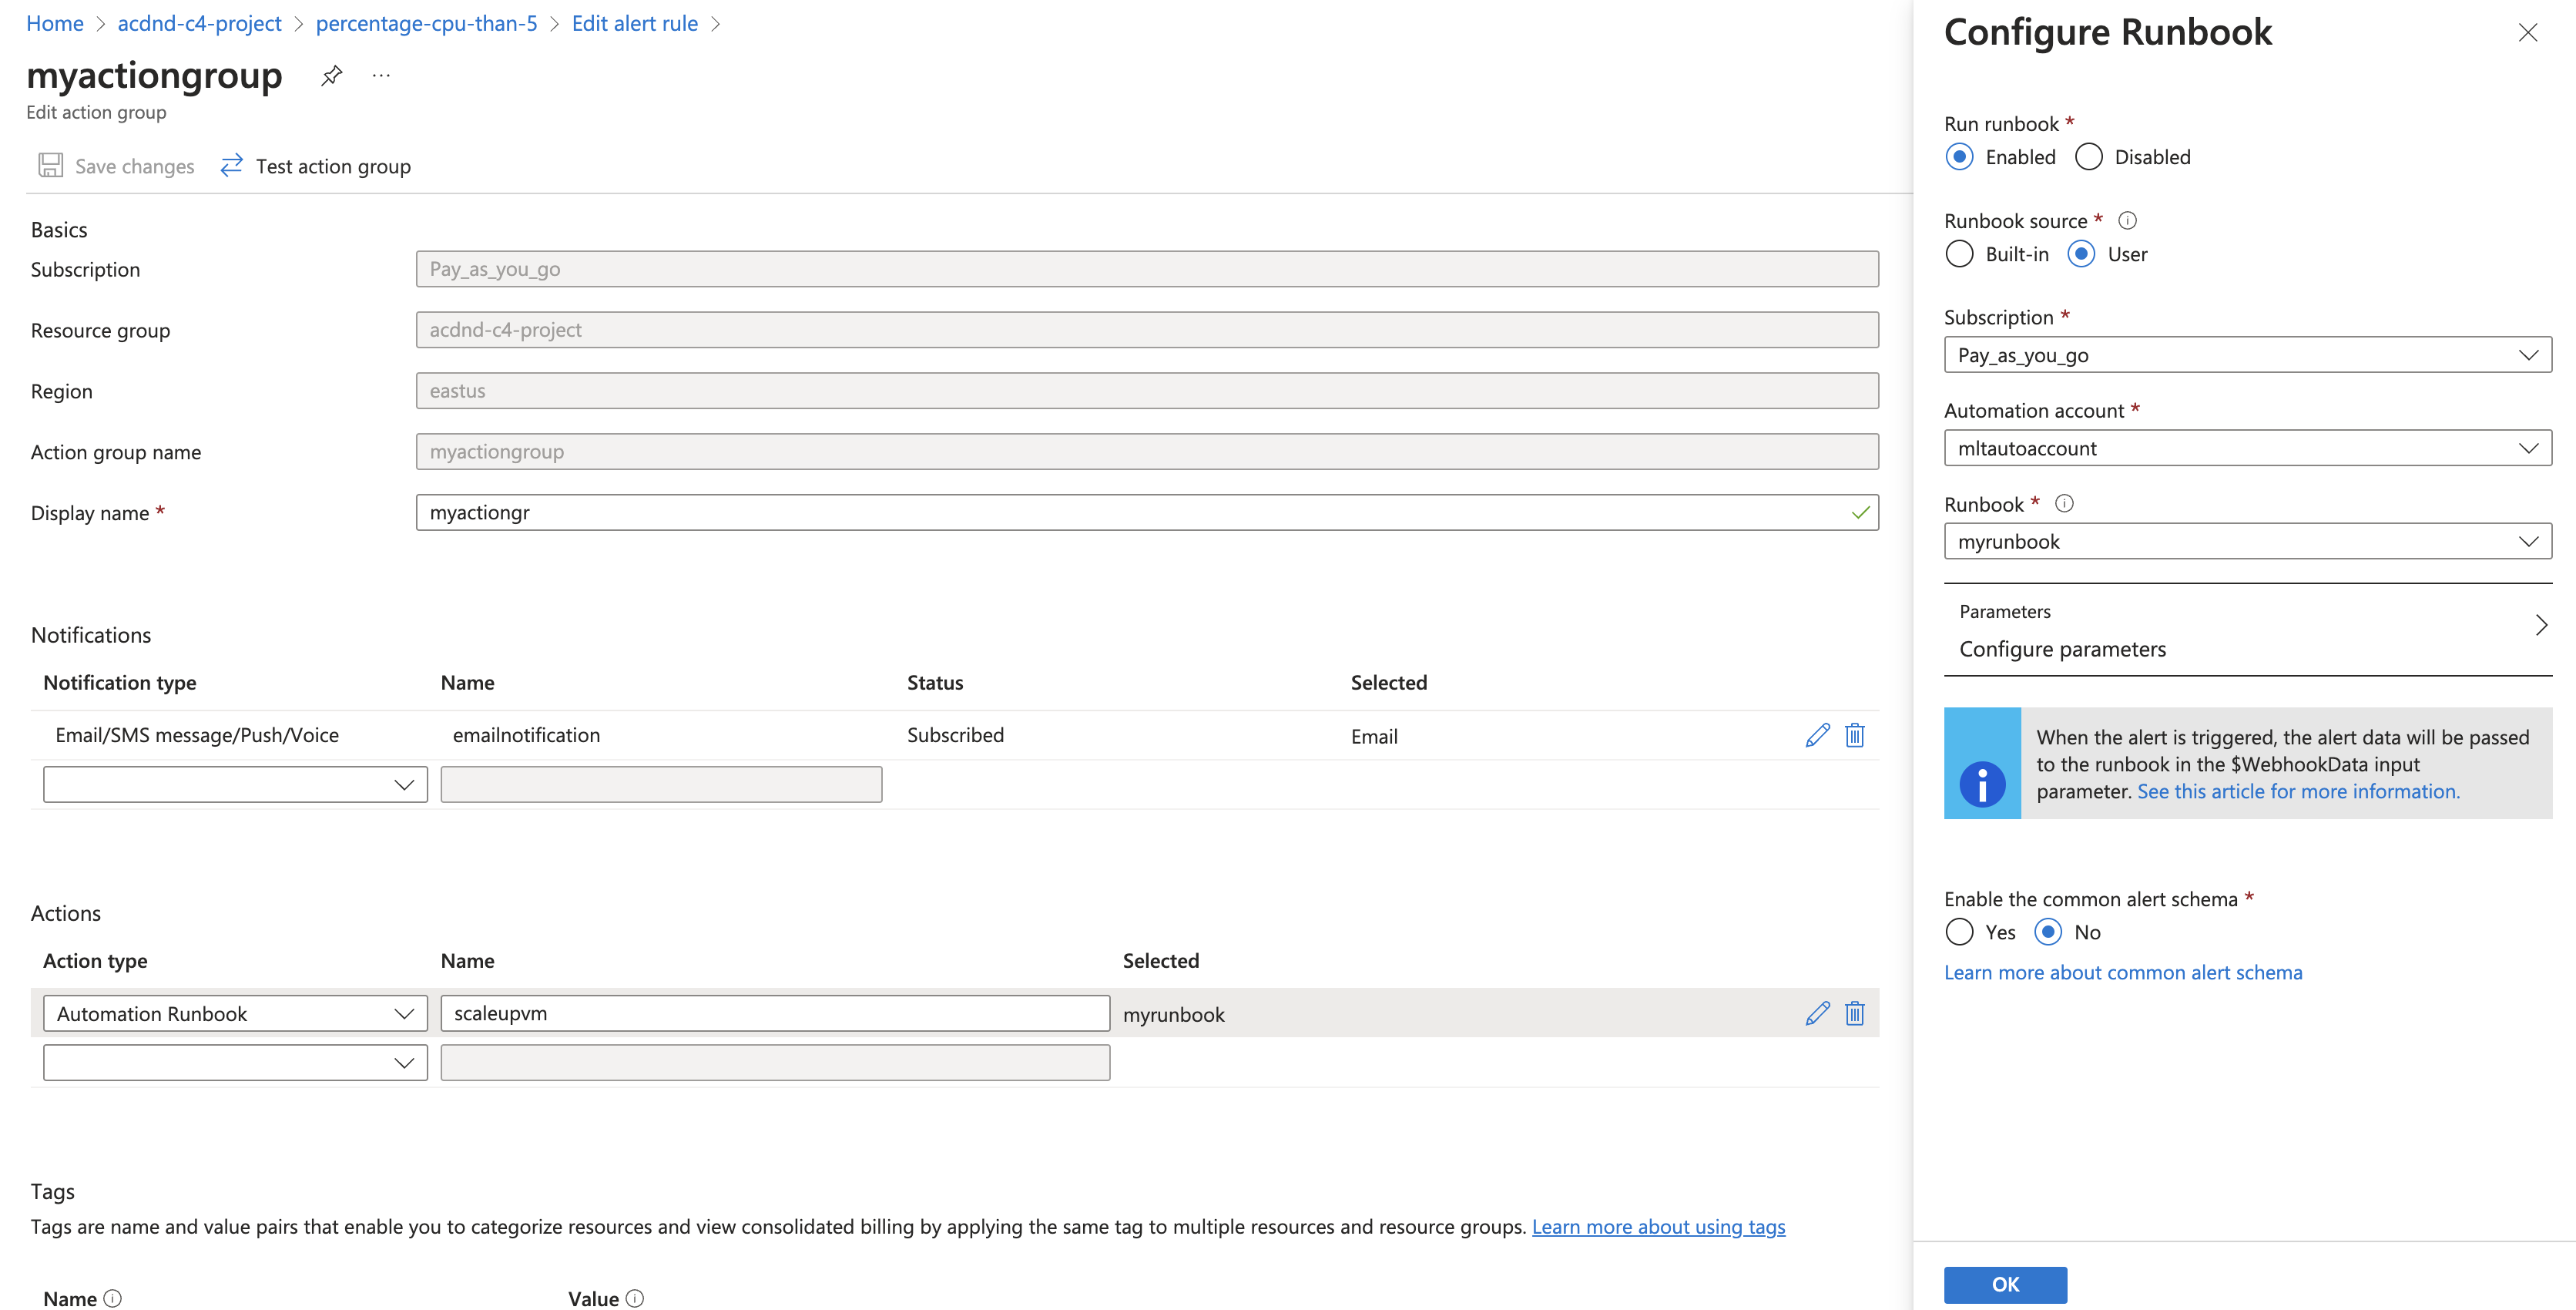 Home > acdnd-c4-project > percentage-cpu-than-5 > Edit alert rule >
myactiongroup ...
Edit action group
Save changes Test action group
Basics
Subscription Pay_as_you_go
Resource group acdnd-c4-project
Region eastus
Action group name myactiongroup
Display name * myactiongr
Notifications
Notification type Name Status Selected
Email/SMS message/Push/Voice emailnotification Subscribed Email
Actions
Action type Name Selected
Automation Runbook scaleupvm myrunbook
Tags
Tags are name and value pairs that enable you to categorize resources and view consolidated billing by applying the same tag to multiple resources and resource groups. Learn more about using tags
Name Value
Configure Runbook
Run runbook *
Enabled Disabled
Runbook source *
Built-in User
Subscription *
Pay_as_you_go
Automation account *
mltautoaccount
Runbook *
myrunbook
Parameters
Configure parameters
When the alert is triggered, the alert data will be passed
to the runbook in the $WebhookData input
parameter. See this article for more information.
Enable the common alert schema *
Yes No
Learn more about common alert schema
OK